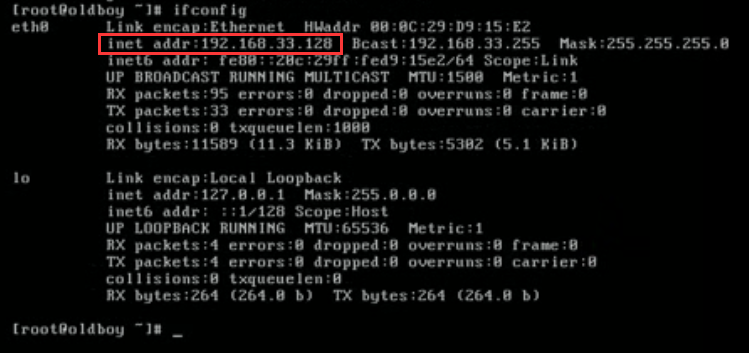 [root@oldboy ~]# ifconfig
eth0      Link encap:Ethernet  HWaddr 00:0C:29:D9:15:E2
          inet addr:192.168.33.128  Bcast:192.168.33.255  Mask:255.255.255.0
          inet6 addr: fe80::20c:29ff:fed9:15e2/64 Scope:Link
          UP BROADCAST RUNNING MULTICAST  MTU:1500  Metric:1
          RX packets:95 errors:0 dropped:0 overruns:0 frame:0
          TX packets:33 errors:0 dropped:0 overruns:0 carrier:0
          collisions:0 txqueuelen:1000
          RX bytes:11589 (11.3 KiB)  TX bytes:5302 (5.1 KiB)
lo        Link encap:Local Loopback
          inet addr:127.0.0.1  Mask:255.0.0.0
          inet6 addr: ::1/128 Scope:Host
          UP LOOPBACK RUNNING  MTU:65536  Metric:1
          RX packets:4 errors:0 dropped:0 overruns:0 frame:0
          TX packets:4 errors:0 dropped:0 overruns:0 carrier:0
          collisions:0 txqueuelen:0
          RX bytes:264 (264.0 b)  TX bytes:264 (264.0 b)
[root@oldboy ~]# _